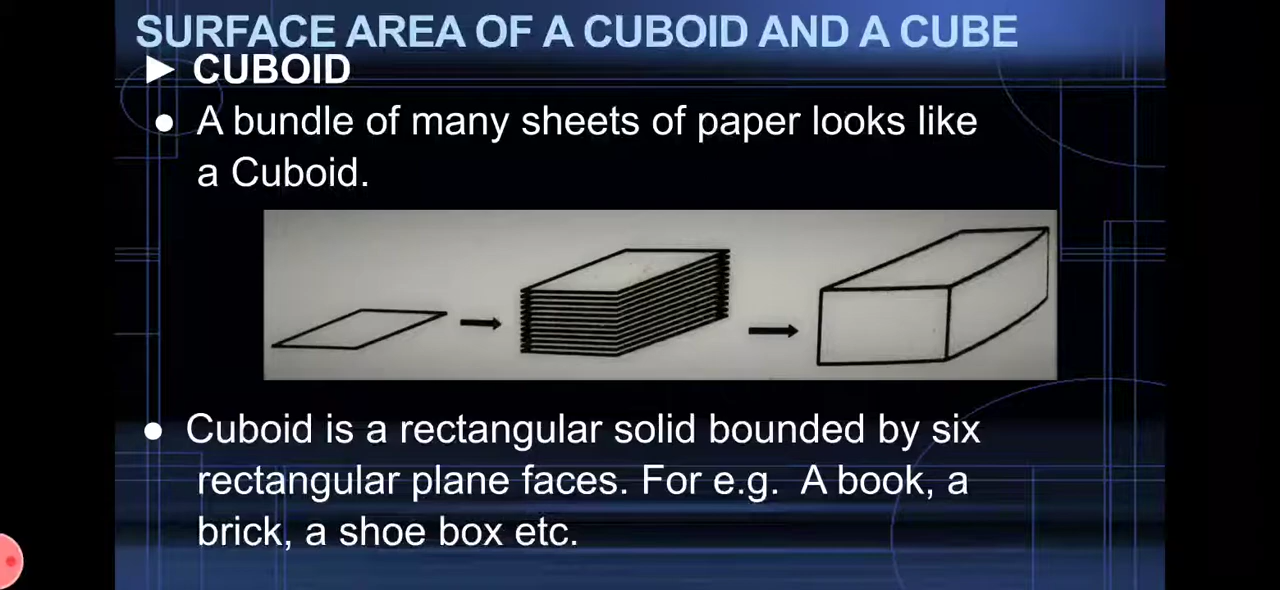 SURFACE AREA OF A CUBOID AND A CUBE
► CUBOID
● A bundle of many sheets of paper looks like
a Cuboid.
● Cuboid is a rectangular solid bounded by six
rectangular plane faces. For e.g. A book, a
brick, a shoe box etc.